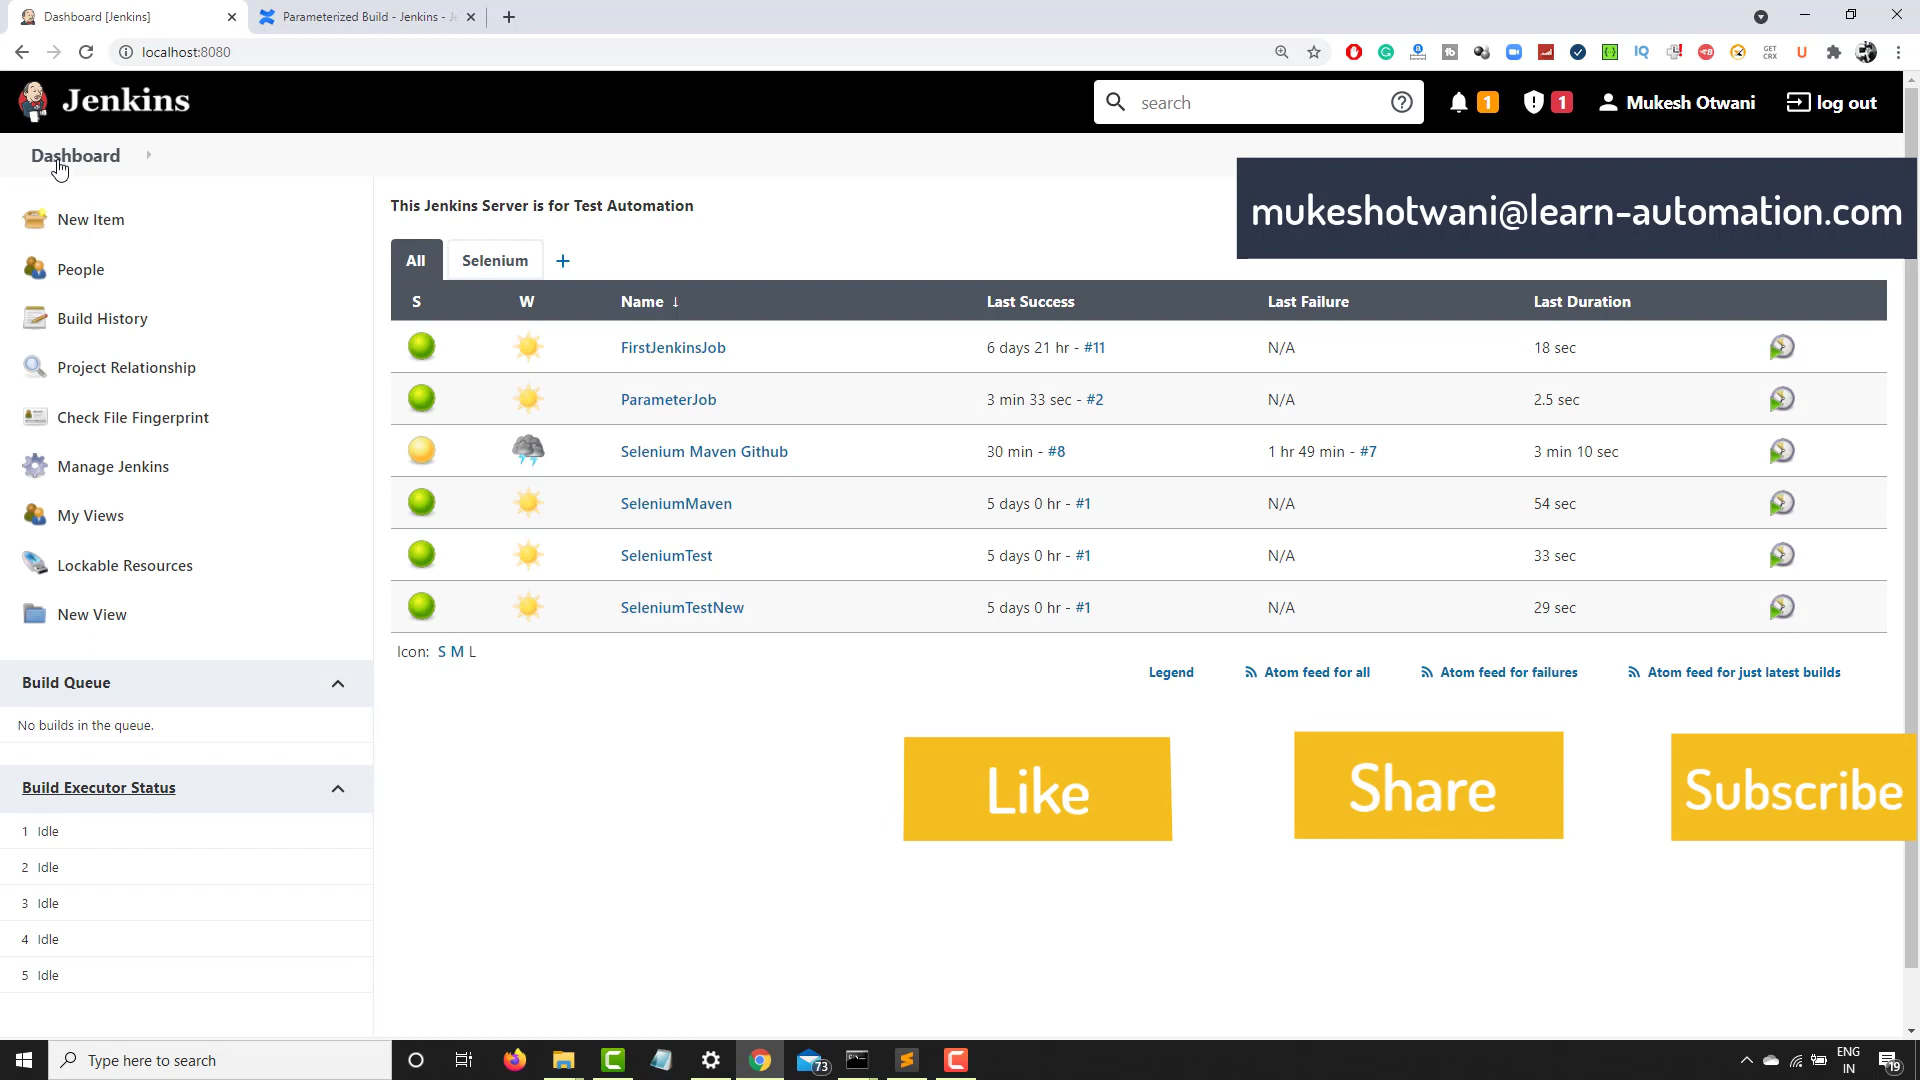 Dashboard [Jenkins]
Parameterized Build - Jenkins - Je
localhost:8080
GET
CRX
Jenkins
search
1
1
Mukesh Otwani
log out
Dashboard
mukeshotwani@learn-automation.com
New Item
People
Build History
Project Relationship
Check File Fingerprint
Manage Jenkins
My Views
Lockable Resources
New View
Build Queue
No builds in the queue.
Build Executor Status
1 Idle
2 Idle
3 Idle
4 Idle
5 Idle
This Jenkins Server is for Test Automation
All
Selenium
+
S W Name ↓ Last Success Last Failure Last Duration
FirstJenkinsJob 6 days 21 hr - #11 N/A 18 sec
ParameterJob 3 min 33 sec - #2 N/A 2.5 sec
Selenium Maven Github 30 min - #8 1 hr 49 min - #7 3 min 10 sec
SeleniumMaven 5 days 0 hr - #1 N/A 54 sec
SeleniumTest 5 days 0 hr - #1 N/A 33 sec
SeleniumTestNew 5 days 0 hr - #1 N/A 29 sec
Icon: S M L
Legend
Atom feed for all
Atom feed for failures
Atom feed for just latest builds
Like
Share
Subscribe
Type here to search
73
ENG
IN
19